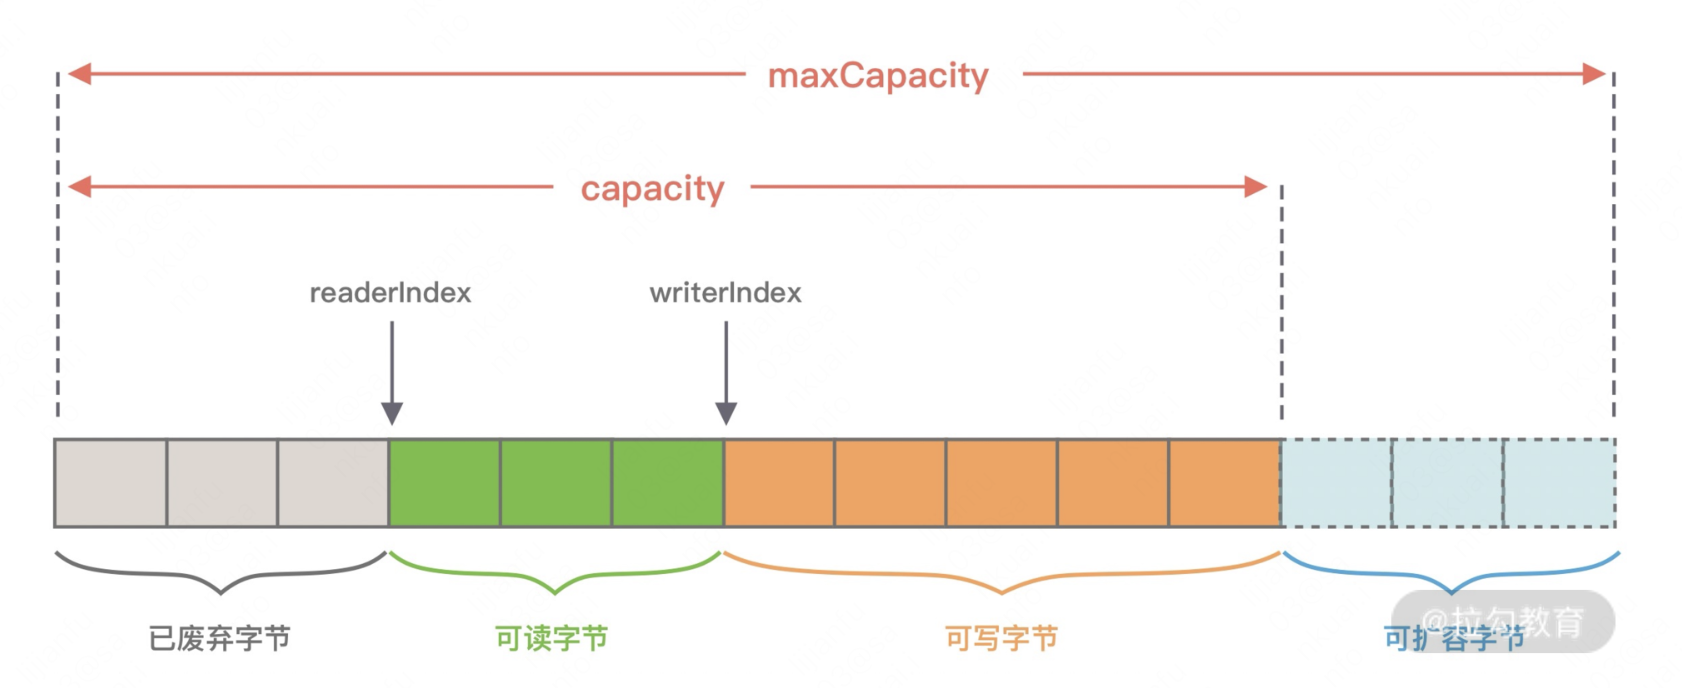 maxCapacity
capacity
readerIndex
writerIndex
已废弃字节
可读字节
可写字节
可扩容字节
@拉勾教育